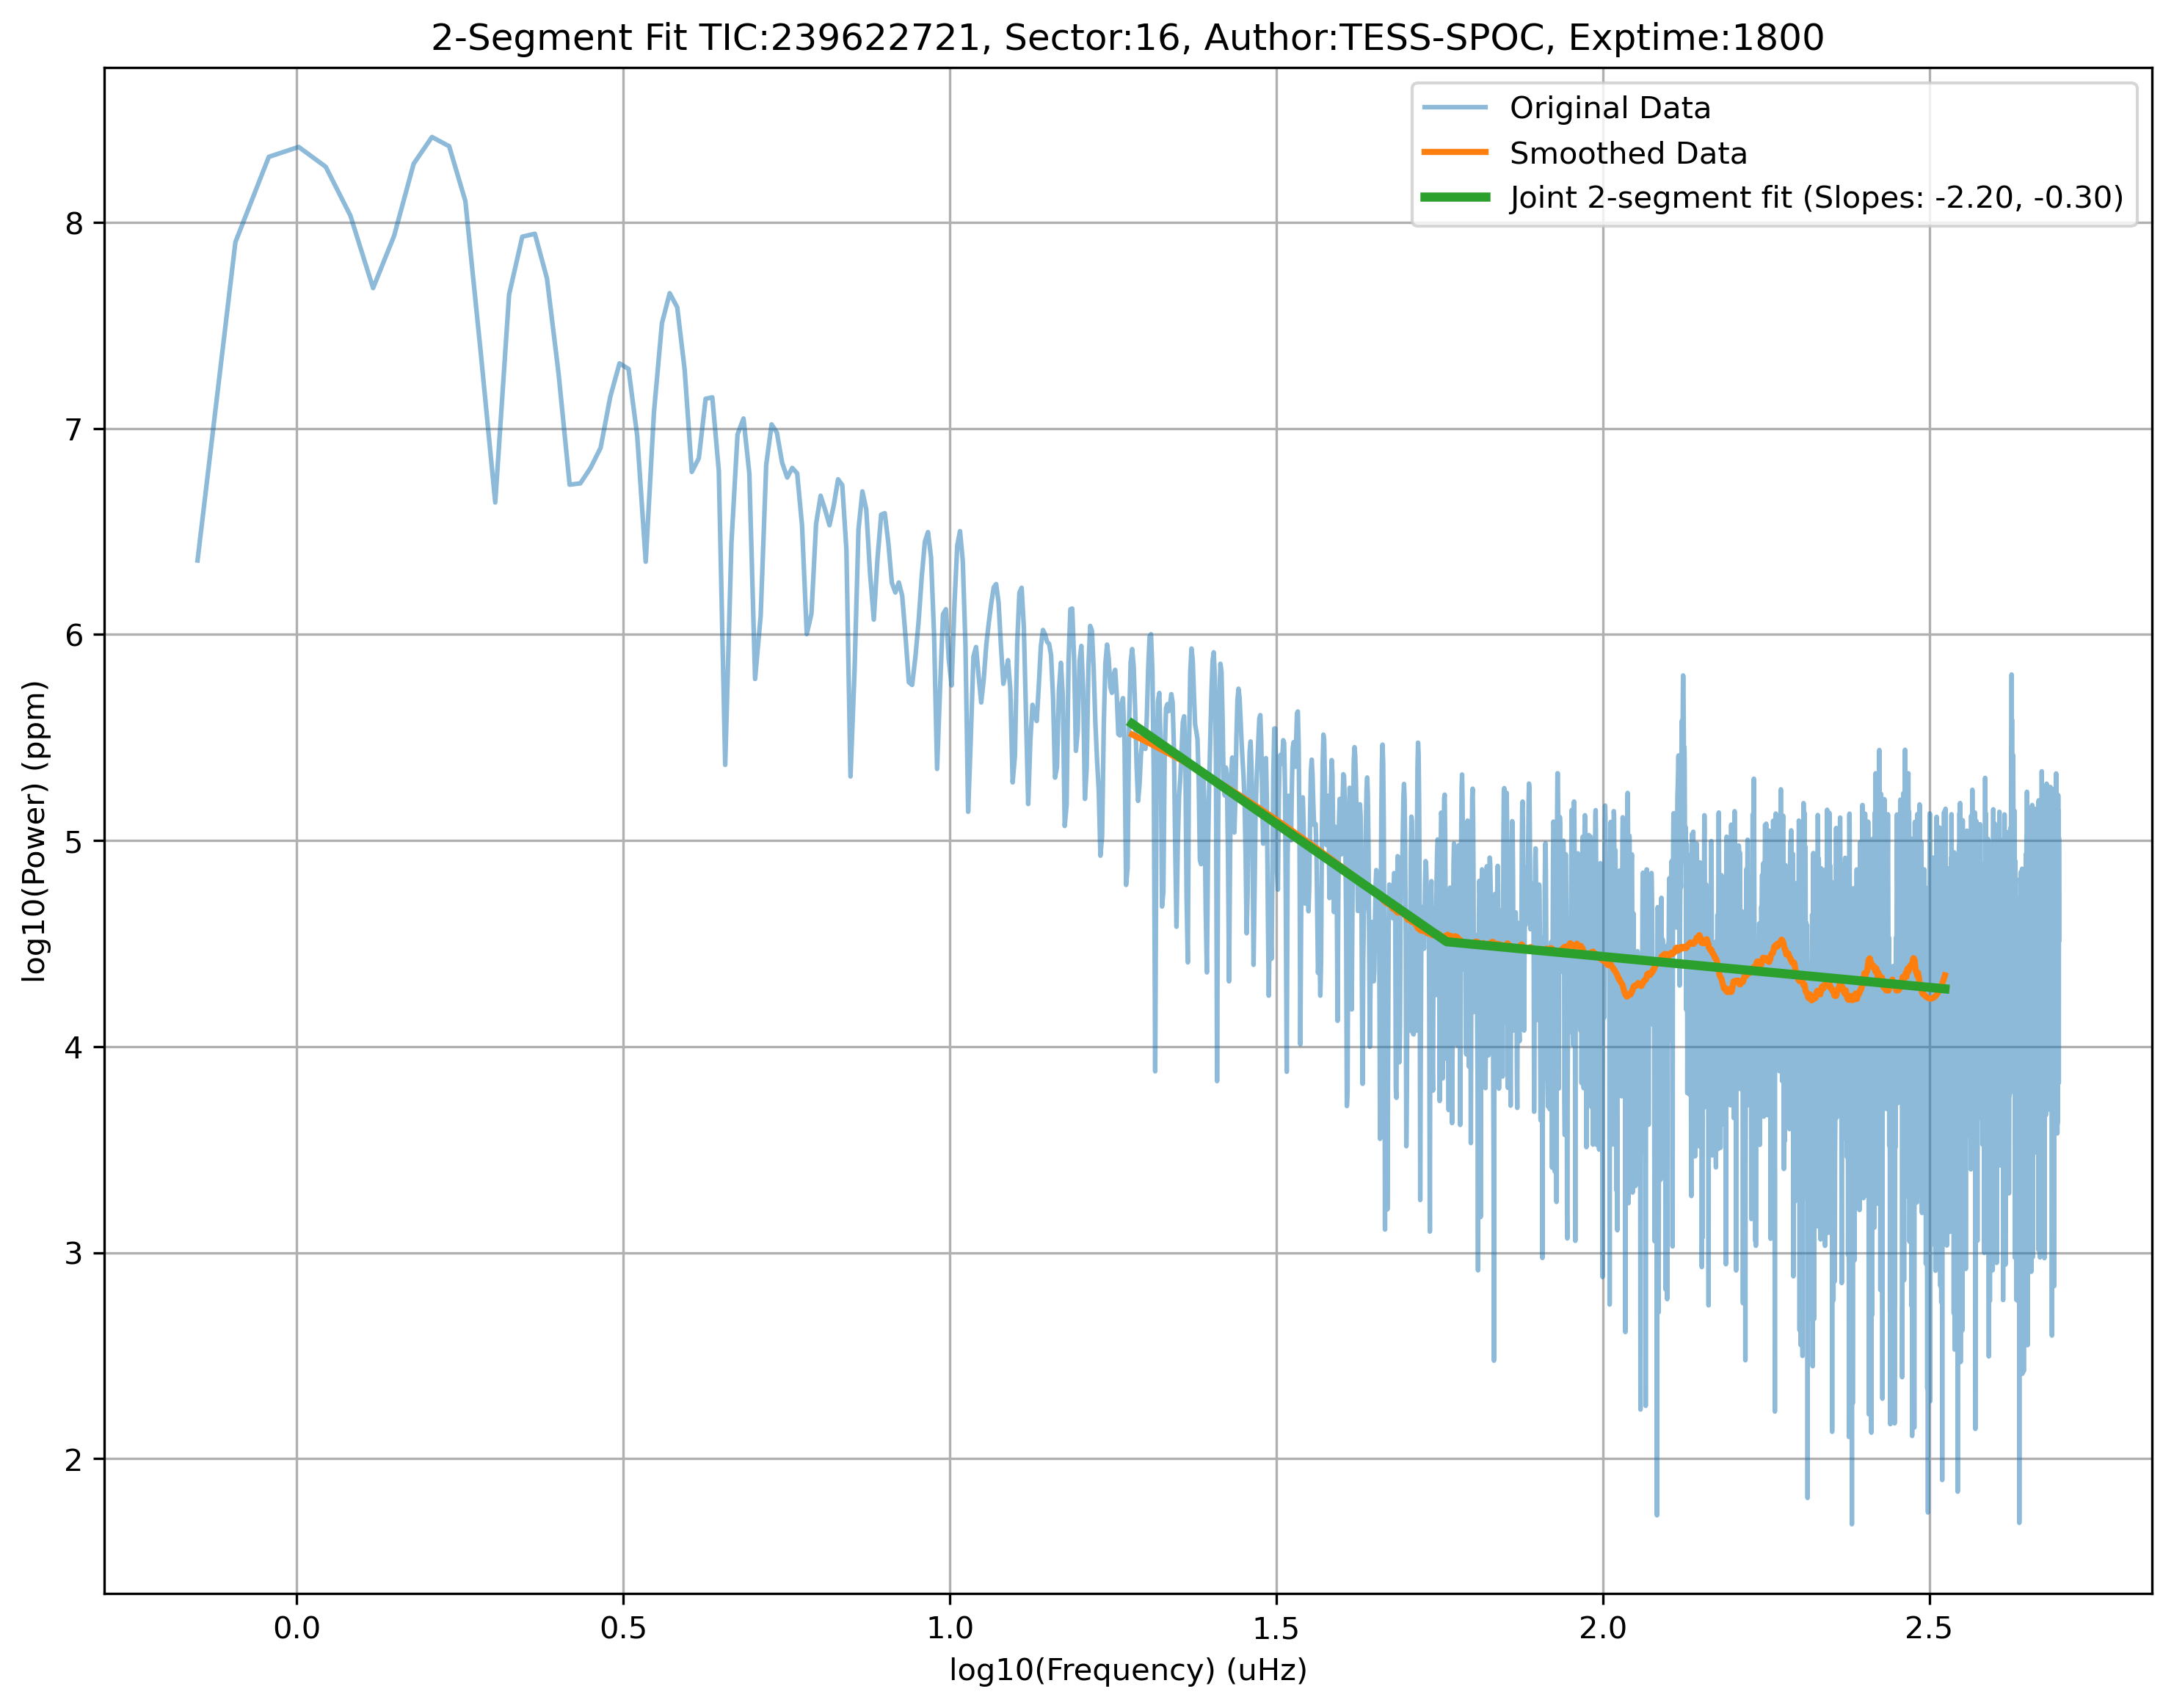 2-Segment Fit TIC:239622721, Sector:16, Author:TESS-SPOC, Exptime:1800
Original Data
Smoothed Data
Joint 2-segment fit (Slopes: -2.20, -0.30)
log10(Power) (ppm)
8
7
6
5
4
3
2
0.0 0.5 1.0 1.5 2.0 2.5
log10(Frequency) (uHz)